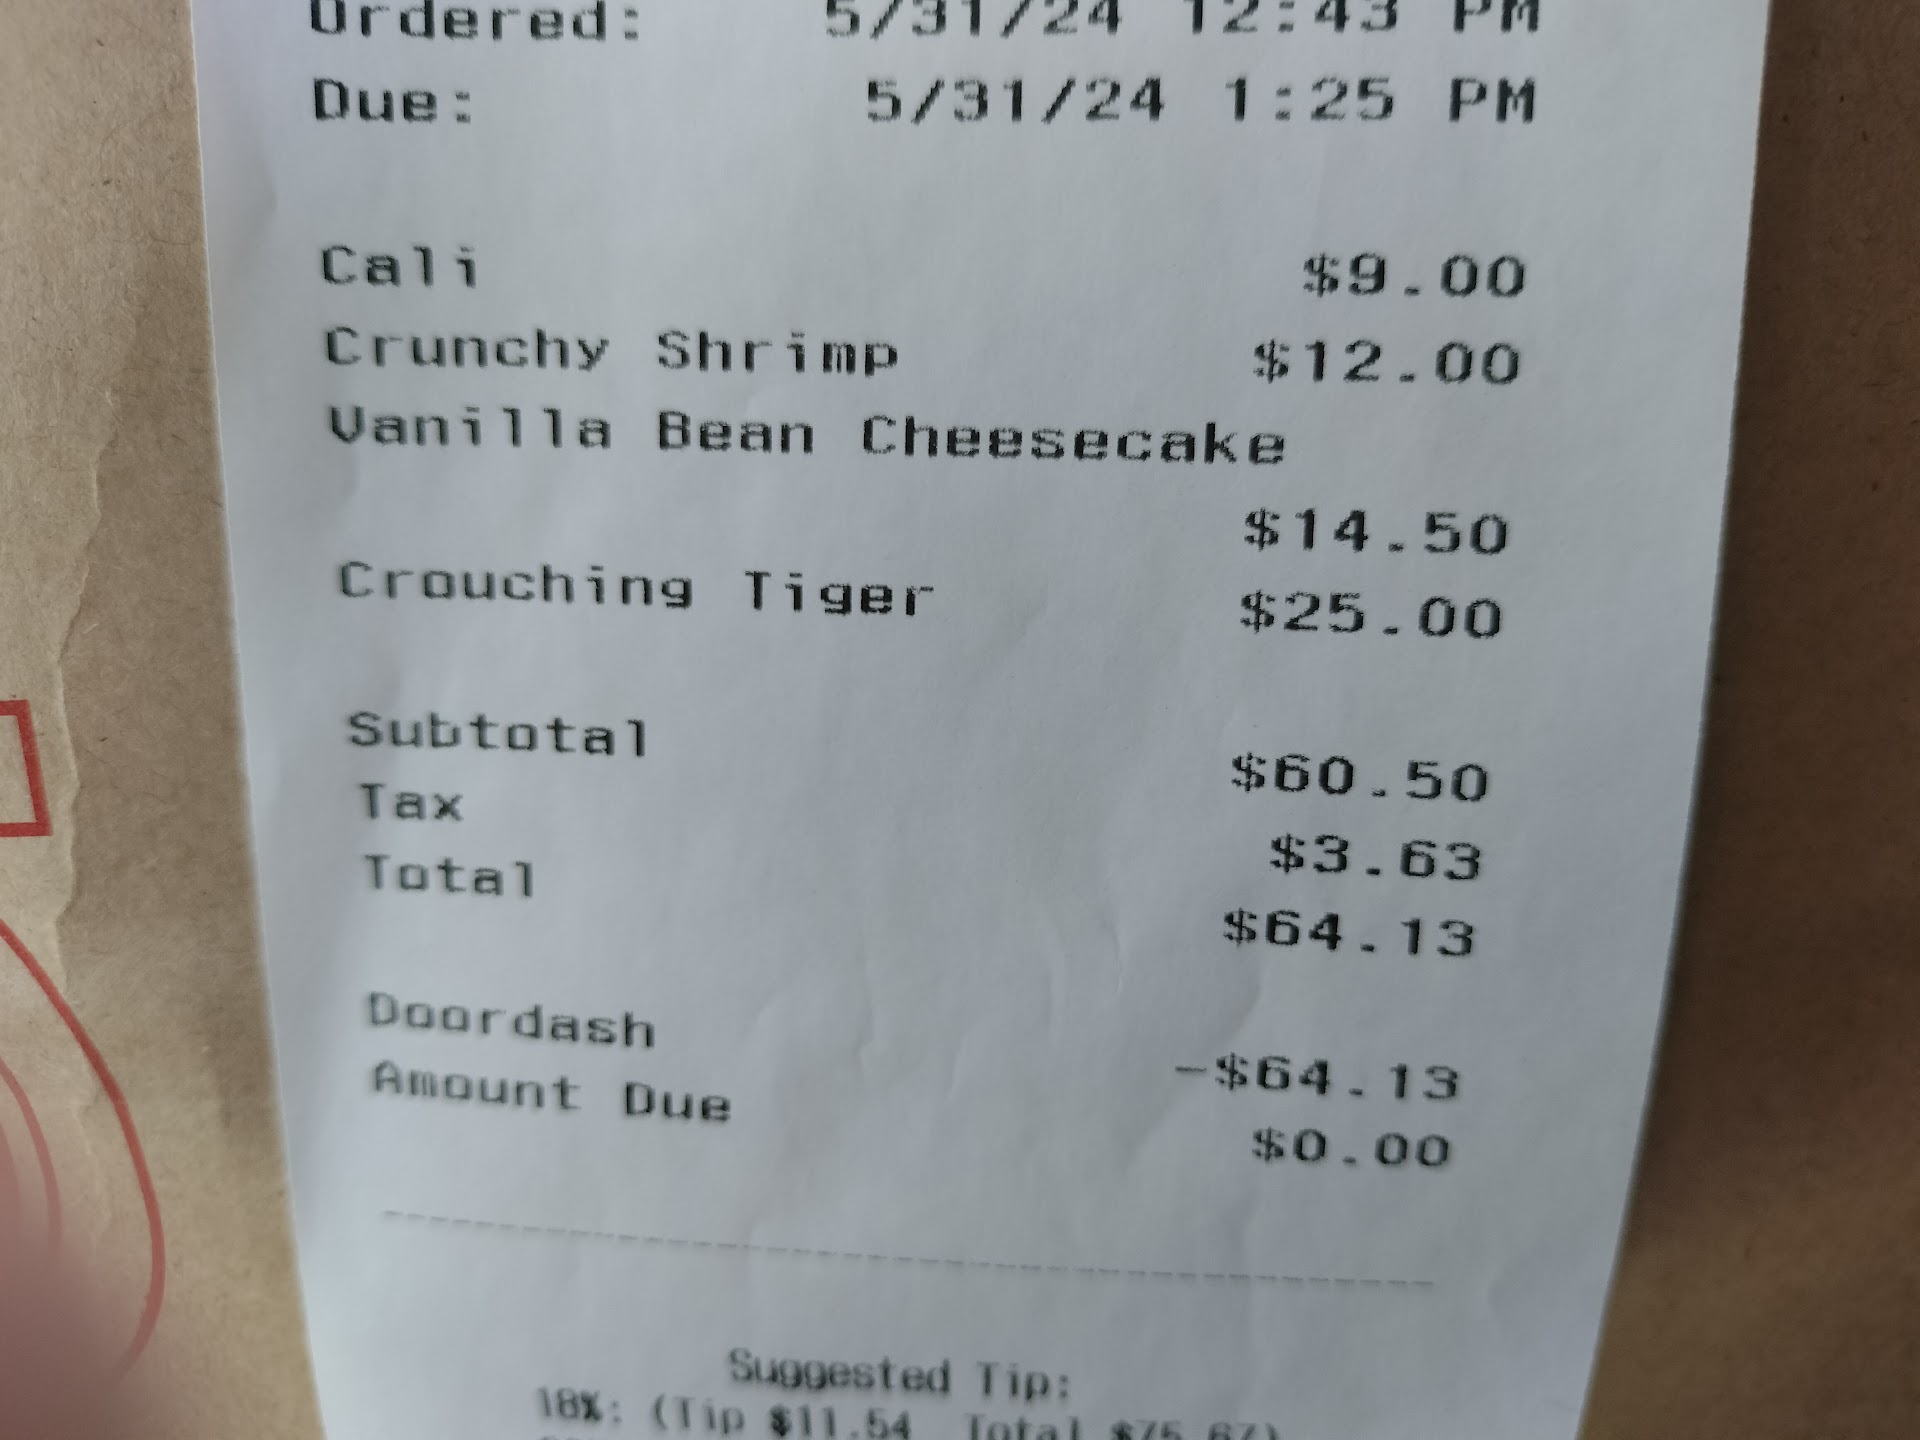 Ordered: 5/31/24 12:43 PM
Due: 5/31/24 1:25 PM
Cali $9.00
Crunchy Shrimp $12.00
Vanilla Bean Cheesecake
$14.50
Crouching Tiger $25.00
Subtotal $60.50
Tax $3.63
Total $64.13
Doordash -$64.13
Amount Due $0.00
Suggested Tip:
18%: (Tip $11.54 Total $75.67)